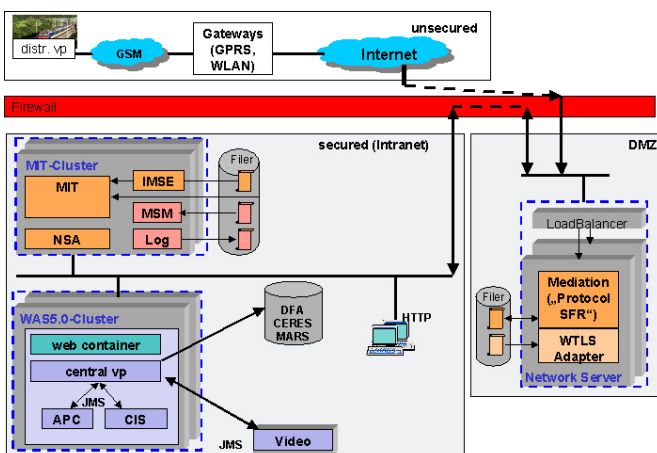 unsecured
distr. vp
GSM
Gateways
(GPRS,
WLAN)
Internet
Firewall
secured (Intranet)
MIT-Cluster
MIT
IMSE
MSM
NSA
Log
Filer
DMZ
LoadBalancer
Mediation
(„Protocol
SFR“)
WTLS
Adapter
Network Server
Filer
WAS5.0-Cluster
web container
central vp
JMS
APC
CIS
DFA
CERES
MARS
HTTP
JMS
Video